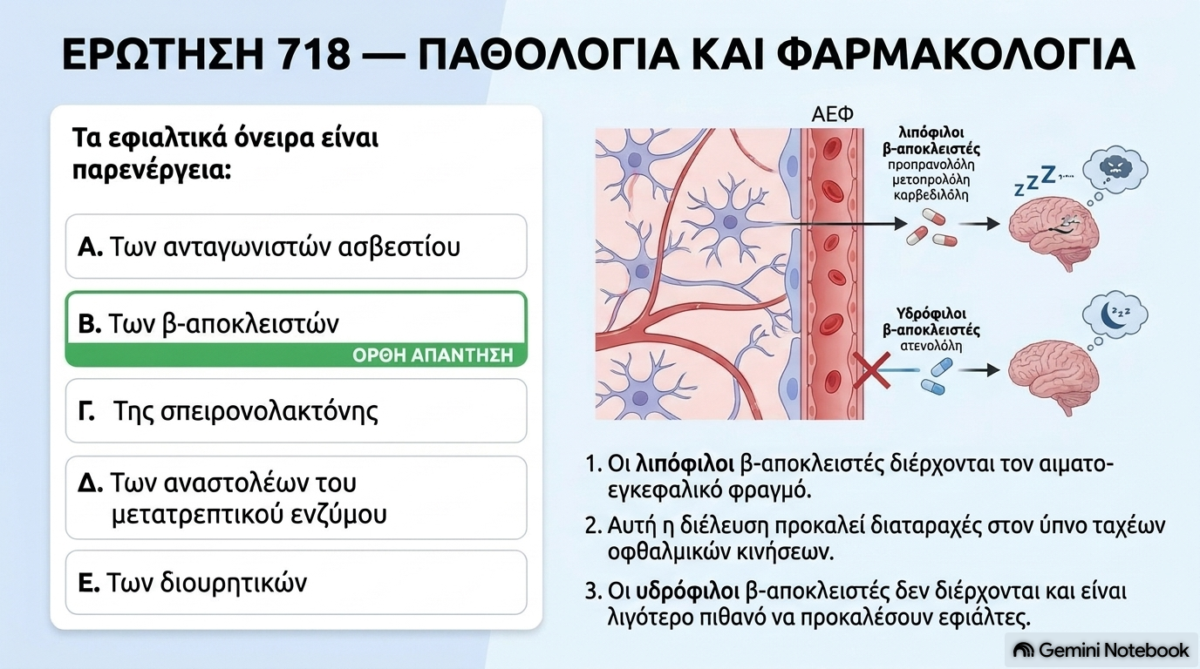 ΕΡΩΤΗΣΗ 718 — ΠΑΘΟΛΟΓΙΑ ΚΑΙ ΦΑΡΜΑΚΟΛΟΓΙΑ
Τα εφιαλτικά όνειρα είναι
παρενέργεια:
Α. Των ανταγωνιστών ασβεστίου
Β. Των β-αποκλειστών
ΟΡΘΗ ΑΠΑΝΤΗΣΗ
Γ. Της σπειρονολακτόνης
Δ. Των αναστολέων του
μετατρεπτικού ενζύμου
Ε. Των διουρητικών
ΑΕΦ
λιπόφιλοι
β-αποκλειστές
προπρανολόλη
μετοπρολόλη
καρβεδιλόλη
zzZ
Υδρόφιλοι
β-αποκλειστές
ατενολόλη
zzz
1. Οι λιπόφιλοι β-αποκλειστές διέρχονται τον αιματο-
εγκεφαλικό φραγμό.
2. Αυτή η διέλευση προκαλεί διαταραχές στον ύπνο ταχέων
οφθαλμικών κινήσεων.
3. Οι υδρόφιλοι β-αποκλειστές δεν διέρχονται και είναι
λιγότερο πιθανό να προκαλέσουν εφιάλτες.
Gemini Notebook